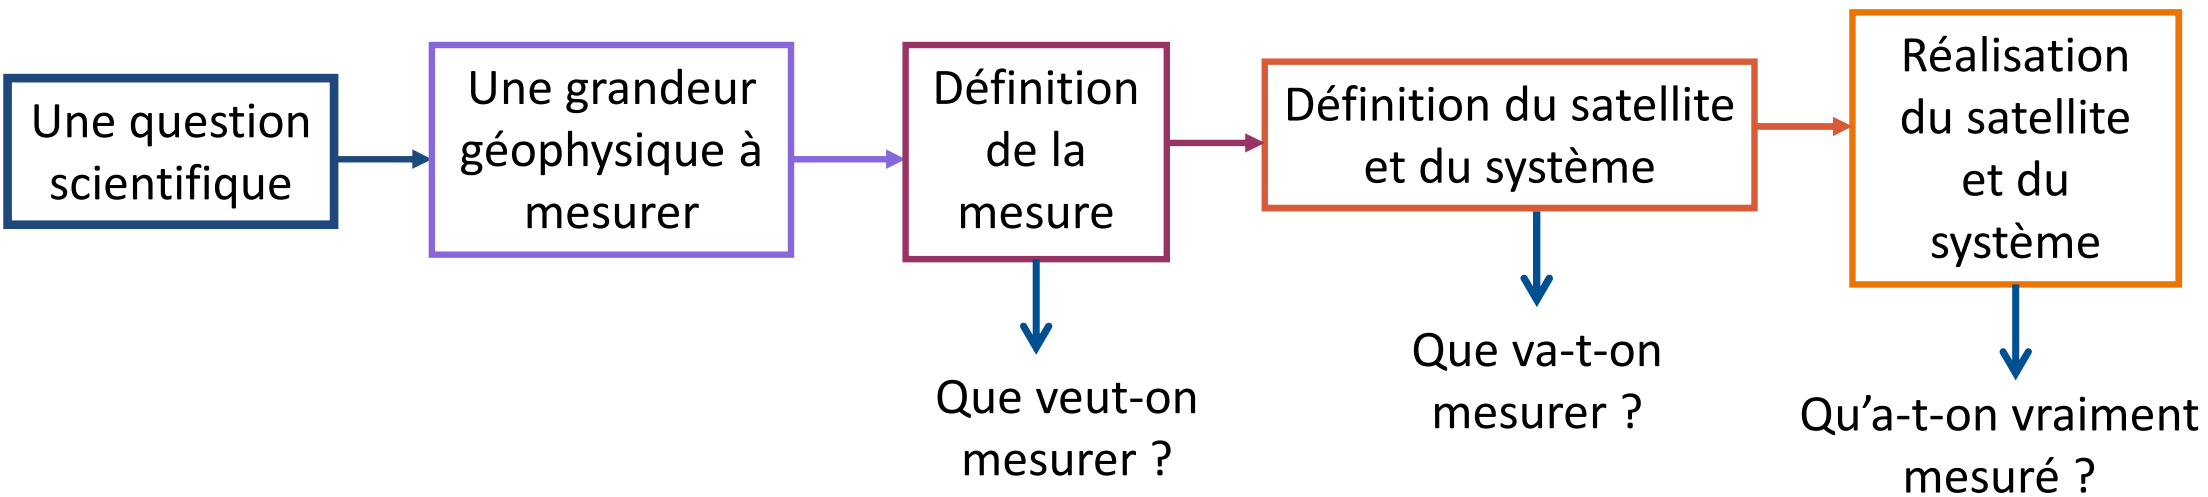 Une question
scientifique
Une grandeur
géophysique à
mesurer
Définition
de la
mesure
Définition du satellite
et du système
Réalisation
du satellite
et du
système
Que veut-on
mesurer ?
Que va-t-on
mesurer ?
Qu’a-t-on vraiment
mesuré ?